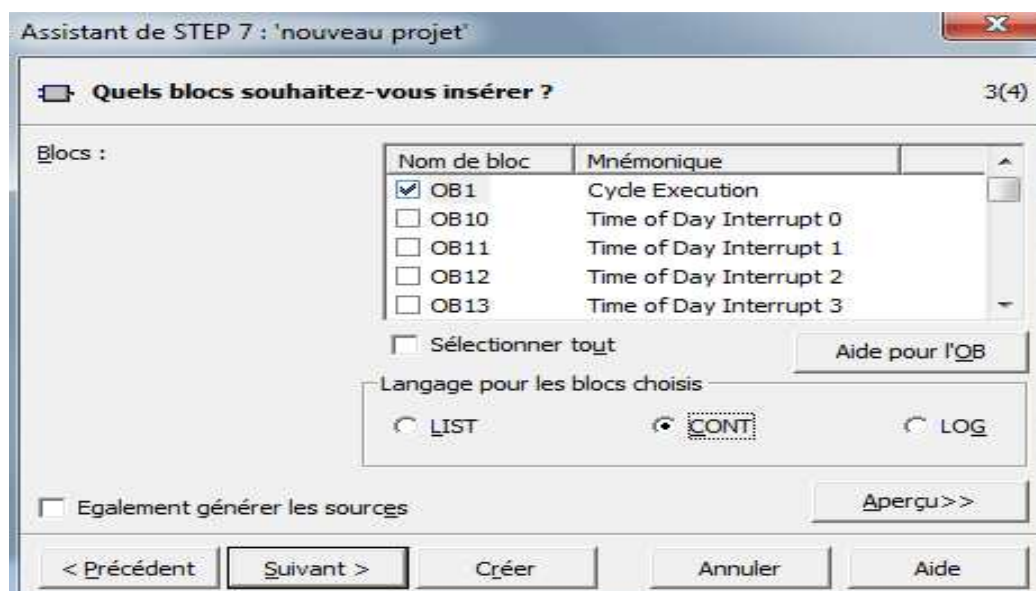 Assistant de STEP 7 : 'nouveau projet'
Quels blocs souhaitez-vous insérer ? 3(4)
Blocs :
Nom de bloc Mnémonique
OB1 Cycle Execution
OB10 Time of Day Interrupt 0
OB11 Time of Day Interrupt 1
OB12 Time of Day Interrupt 2
OB13 Time of Day Interrupt 3
Sélectionner tout Aide pour l'OB
Langage pour les blocs choisis
LIST CONT LOG
Egalement générer les sources Aperçu>>
< Précédent Suivant > Créer Annuler Aide